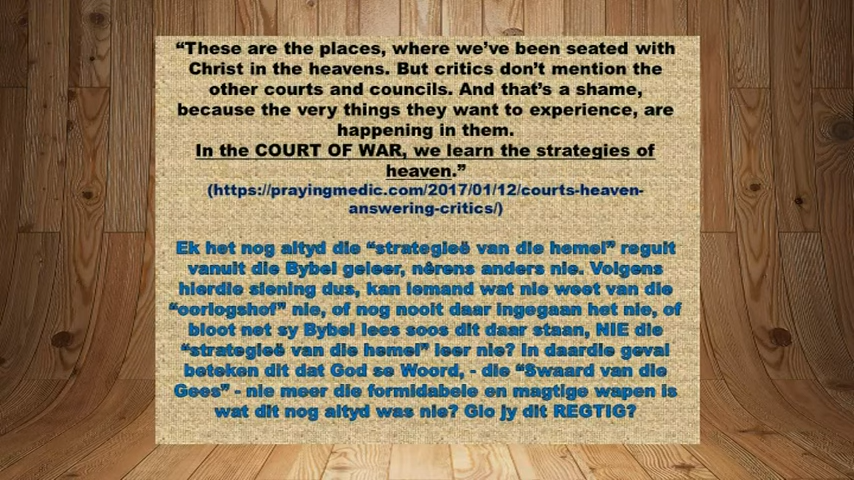 “These are the places, where we’ve been seated with
Christ in the heavens. But critics don’t mention the
other courts and councils. And that’s a shame,
because the very things they want to experience, are
happening in them.
In the COURT OF WAR, we learn the strategies of
heaven.”
(https://prayingmedic.com/2017/01/12/courts-heaven-
answering-critics/)
Ek het nog altyd die “strategieë van die hemel” reguit
vanuit die Bybel geleer, nêrens anders nie. Volgens
hierdie siening dus, kan iemand wat nie weet van die
“oorlogshof” nie, of nog nooit daar ingegaan het nie, of
bloot net sy Bybel lees soos dit daar staan, NIE die
“strategieë van die hemel” leer nie? In daardie geval
beteken dit dat God se Woord, - die “Swaard van die
Gees” - nie meer die formidabele en magtige wapen is
wat dit nog altyd was nie? Glo jy dit REGTIG?